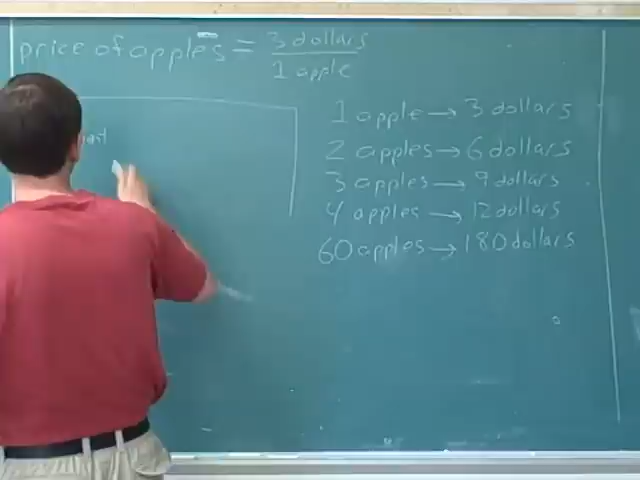 price of apples = 3 dollars
1 apple
1 apple → 3 dollars
2 apples → 6 dollars
3 apples → 9 dollars
4 apples → 12 dollars
60 apples → 180 dollars